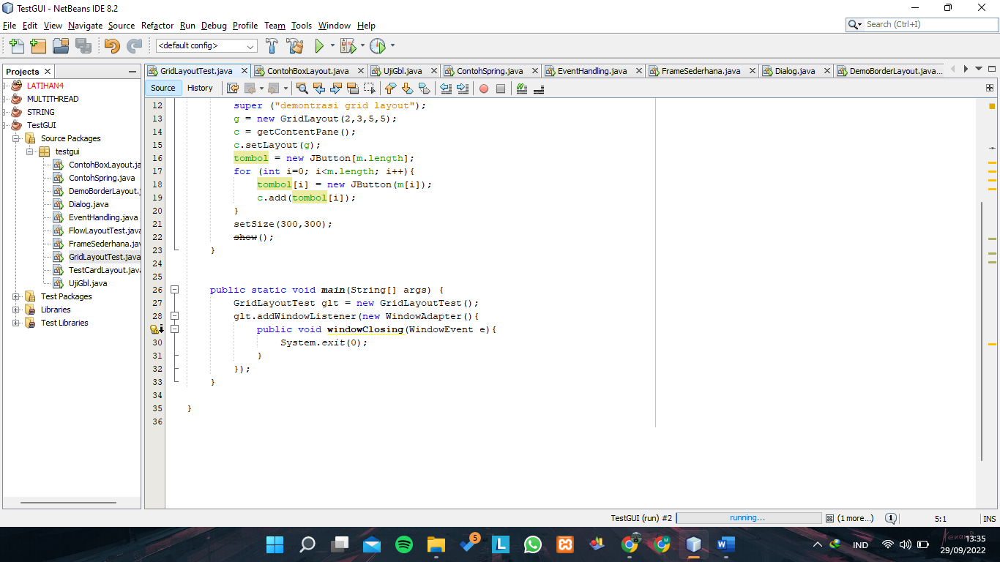 TestGUI - NetBeans IDE 8.2
File Edit View Navigate Source Refactor Run Debug Profile Team Tools Window Help
Search (Ctrl+I)
<default config>
Projects
GridLayoutTest.java ContohBoxLayout.java UjiGbl.java ContohSpring.java EventHandling.java FrameSederhana.java Dialog.java DemoBorderLayout.java...
Source History
LATIHAN4
MULTITHREAD
STRING
TestGUI
Source Packages
testgui
ContohBoxLayout.ja
ContohSpring.java
DemoBorderLayout.
Dialog.java
EventHandling.java
FlowLayoutTest.java
FrameSederhana.jav
GridLayoutTest.java
TestCardLayout.java
UjiGbl.java
Test Packages
Libraries
Test Libraries
12 super ("demontrasi grid layout");
13 g = new GridLayout(2,3,5,5);
14 c = getContentPane();
15 c.setLayout(g);
16 tombol = new JButton[m.length];
17 for (int i=0; i<m.length; i++){
18 tombol[i] = new JButton(m[i]);
19 c.add(tombol[i]);
20 }
21 setSize(300,300);
22 show();
23 }
24
25
26 public static void main(String[] args) {
27 GridLayoutTest glt = new GridLayoutTest();
28 glt.addWindowListener(new WindowAdapter(){
public void windowClosing(WindowEvent e){
30 System.exit(0);
31 }
32 });
33 }
34
35 }
36
TestGUI (run) #2 running... (1 more...) 1 5:1 INS
5
L
IND
13:35
29/09/2022